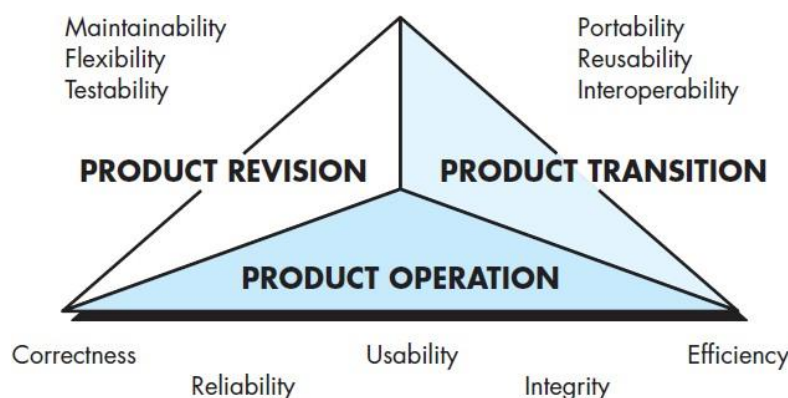 Maintainability
Flexibility
Testability
Portability
Reusability
Interoperability
PRODUCT REVISION
PRODUCT TRANSITION
PRODUCT OPERATION
Correctness
Usability
Efficiency
Reliability
Integrity